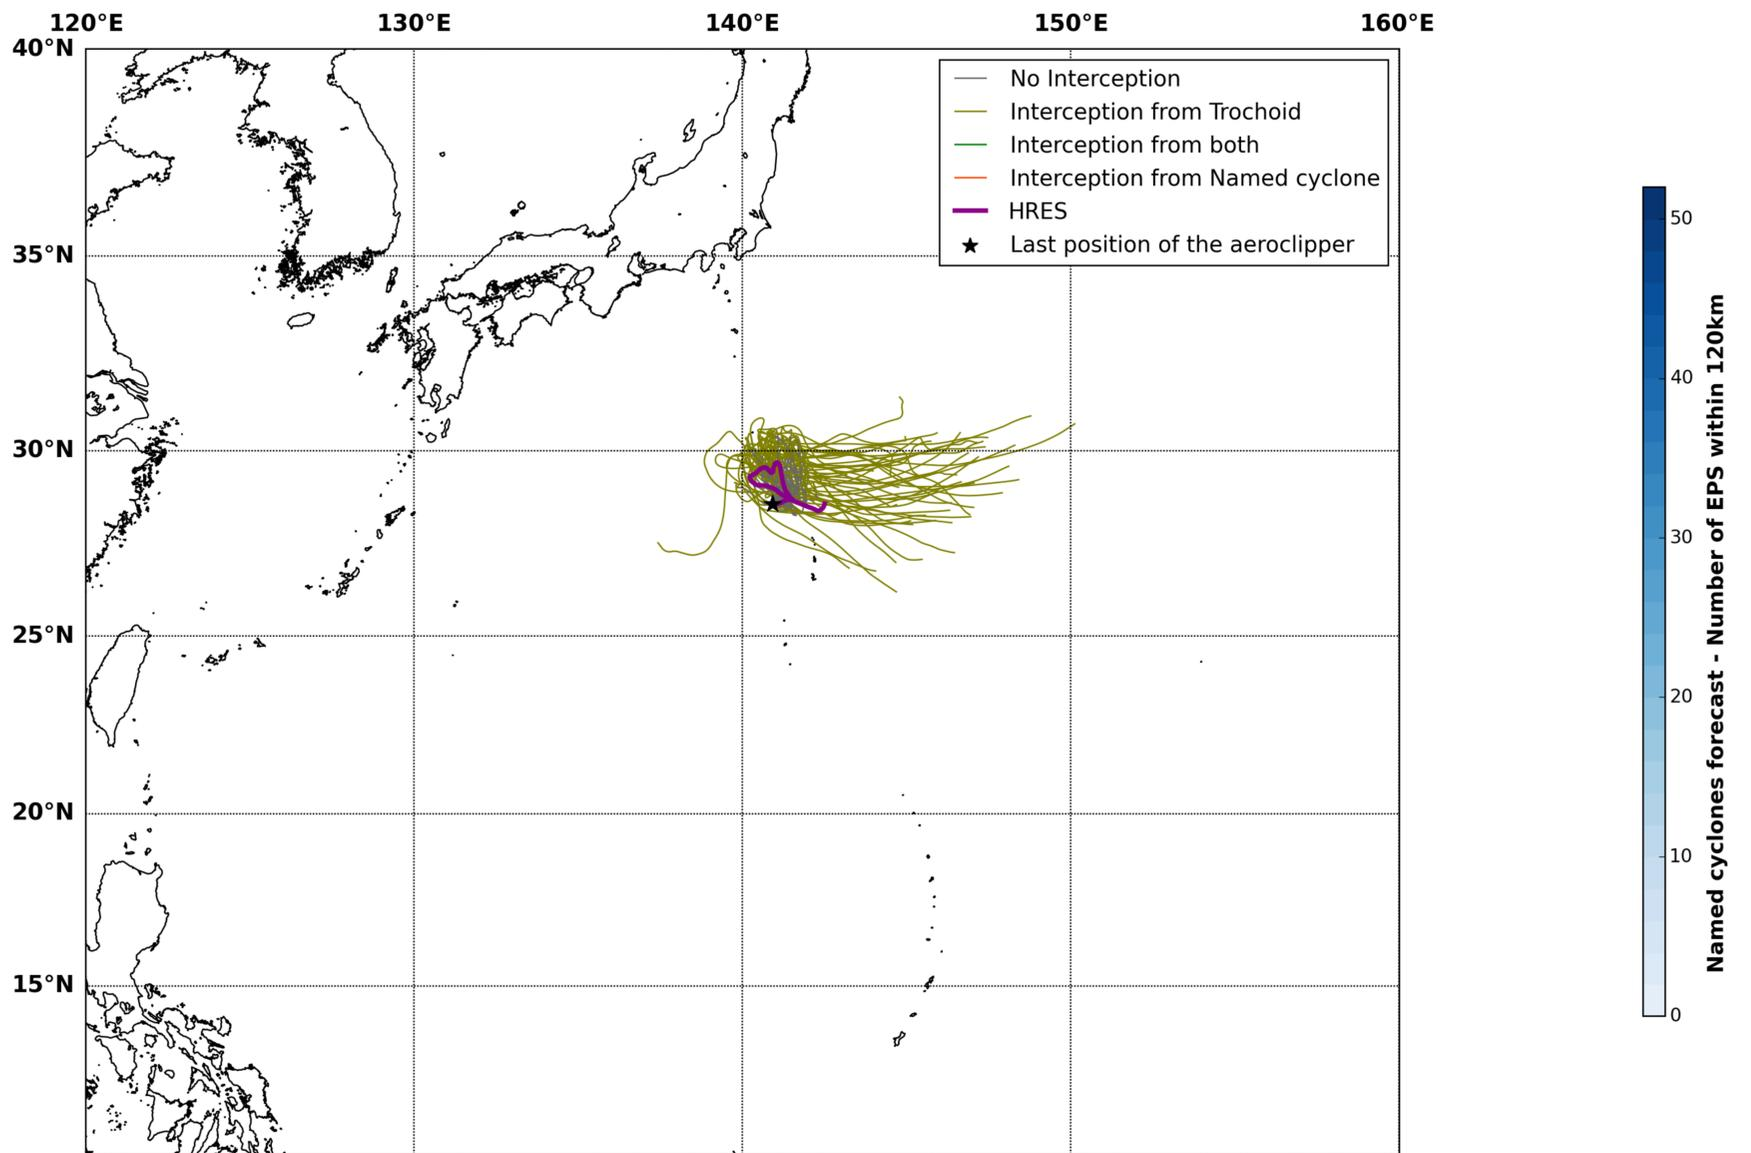 120°E 130°E 140°E 150°E 160°E
40°N
35°N
30°N
25°N
20°N
15°N
No Interception
Interception from Trochoid
Interception from both
Interception from Named cyclone
HRES
Last position of the aeroclipper
50
40
30
20
10
0
Named cyclones forecast - Number of EPS within 120km